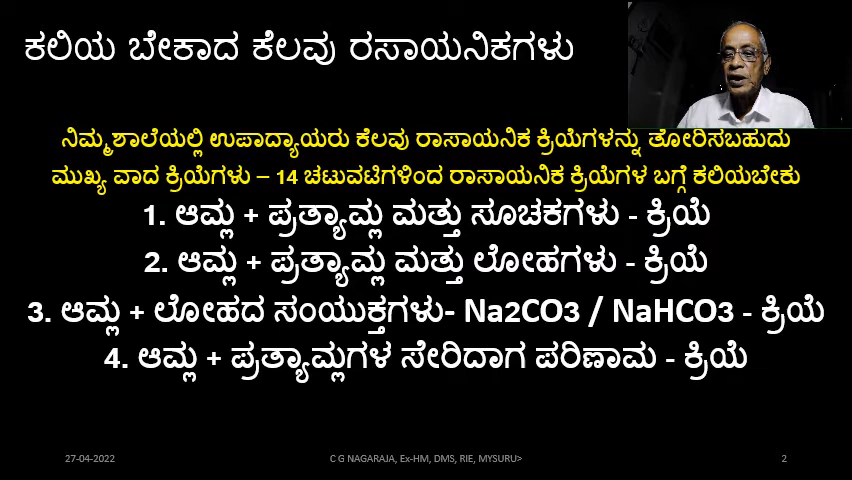 ಕಲಿಯ ಬೇಕಾದ ಕೆಲವು ರಸಾಯನಿಕಗಳು
ನಿಮ್ಮಶಾಲೆಯಲ್ಲಿ ಉಪಾದ್ಯಾಯರು ಕೆಲವು ರಾಸಾಯನಿಕ ಕ್ರಿಯೆಗಳನ್ನು ತೋರಿಸಬಹುದು
ಮುಖ್ಯ ವಾದ ಕ್ರಿಯೆಗಳು – 14 ಚಟುವಟಿಗಳಿಂದ ರಾಸಾಯನಿಕ ಕ್ರಿಯೆಗಳ ಬಗ್ಗೆ ಕಲಿಯಬೇಕು
1. ಆಮ್ಲ + ಪ್ರತ್ಯಾಮ್ಲ ಮತ್ತು ಸೂಚಕಗಳು - ಕ್ರಿಯೆ
2. ಆಮ್ಲ + ಪ್ರತ್ಯಾಮ್ಲ ಮತ್ತು ಲೋಹಗಳು - ಕ್ರಿಯೆ
3. ಆಮ್ಲ + ಲೋಹದ ಸಂಯುಕ್ತಗಳು- Na2CO3 / NaHCO3 - ಕ್ರಿಯೆ
4. ಆಮ್ಲ + ಪ್ರತ್ಯಾಮ್ಲಗಳ ಸೇರಿದಾಗ ಪರಿಣಾಮ - ಕ್ರಿಯೆ
27-04-2022
C G NAGARAJA, Ex-HM, DMS, RIE, MYSURU>
2